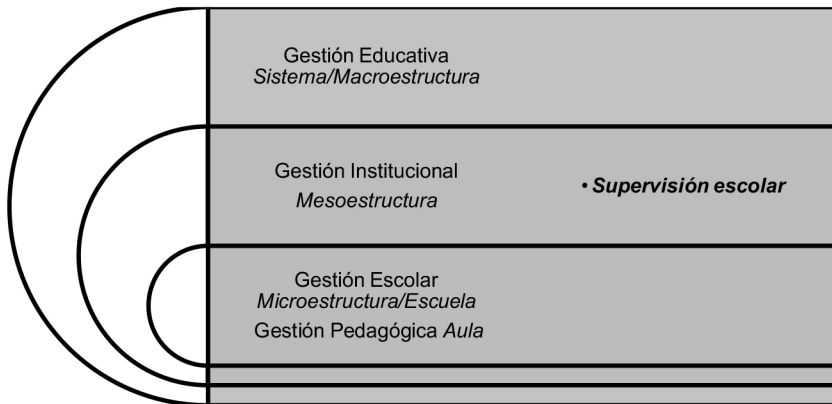 Gestión Educativa
Sistema/Macroestructura
Gestión Institucional
Mesoestructura
• Supervisión escolar
Gestión Escolar
Microestructura/Escuela
Gestión Pedagógica Aula